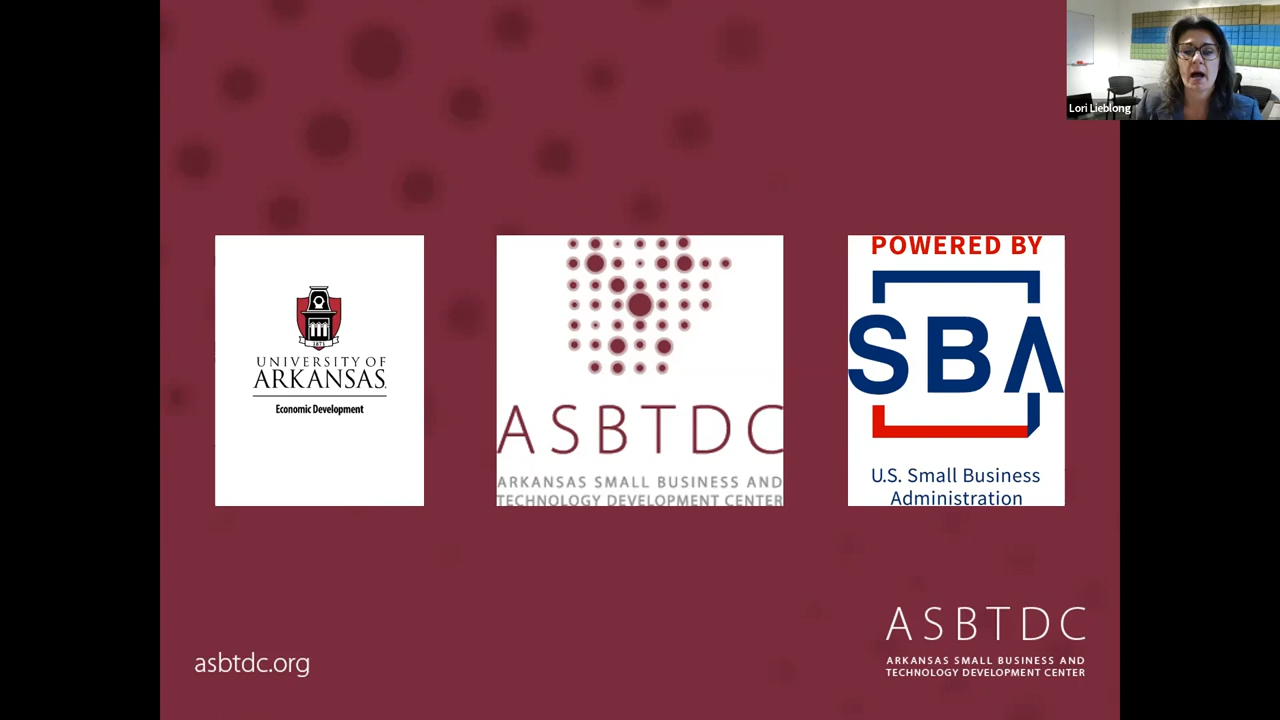 Lori Lieblong
1871
UNIVERSITY OF
ARKANSAS
Economic Development
ASBTDC
ARKANSAS SMALL BUSINESS AND
TECHNOLOGY DEVELOPMENT CENTER
POWERED BY
SBA
U.S. Small Business
Administration
asbtdc.org
ASBTDC
ARKANSAS SMALL BUSINESS AND
TECHNOLOGY DEVELOPMENT CENTER